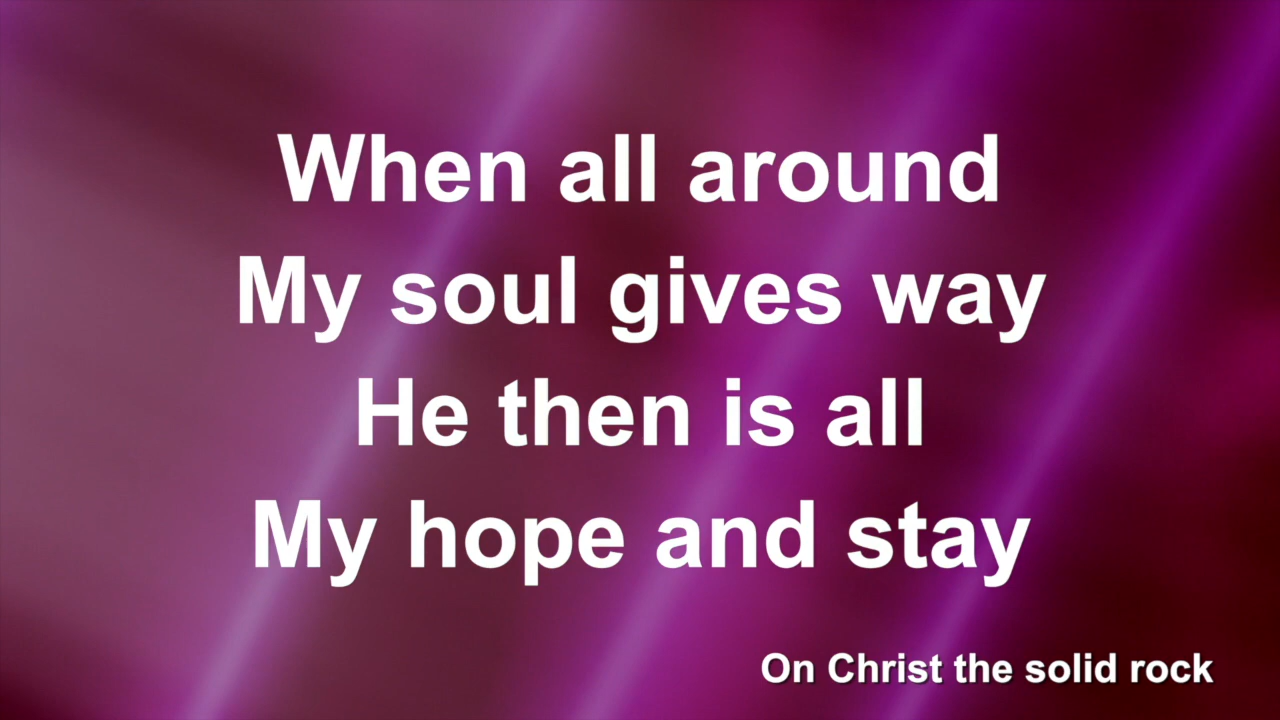 When all around
My soul gives way
He then is all
My hope and stay
On Christ the solid rock